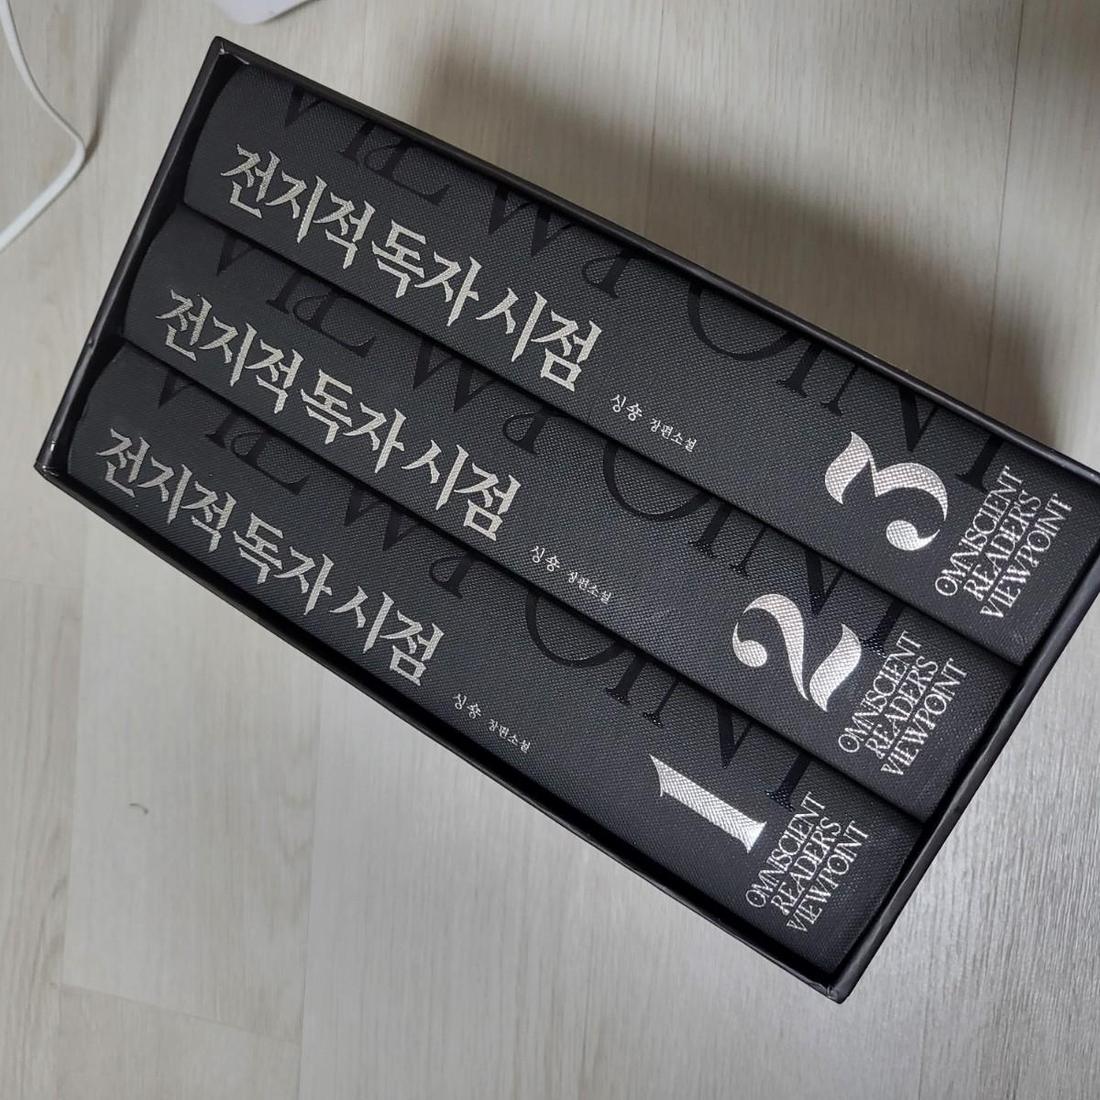 전지적 독자 시점
싱숑 장편소설
3
OMNISCIENT
READER'S
VIEWPOINT
전지적 독자 시점
싱숑 장편소설
2
OMNISCIENT
READER'S
VIEWPOINT
전지적 독자 시점
싱숑 장편소설
1
OMNISCIENT
READER'S
VIEWPOINT